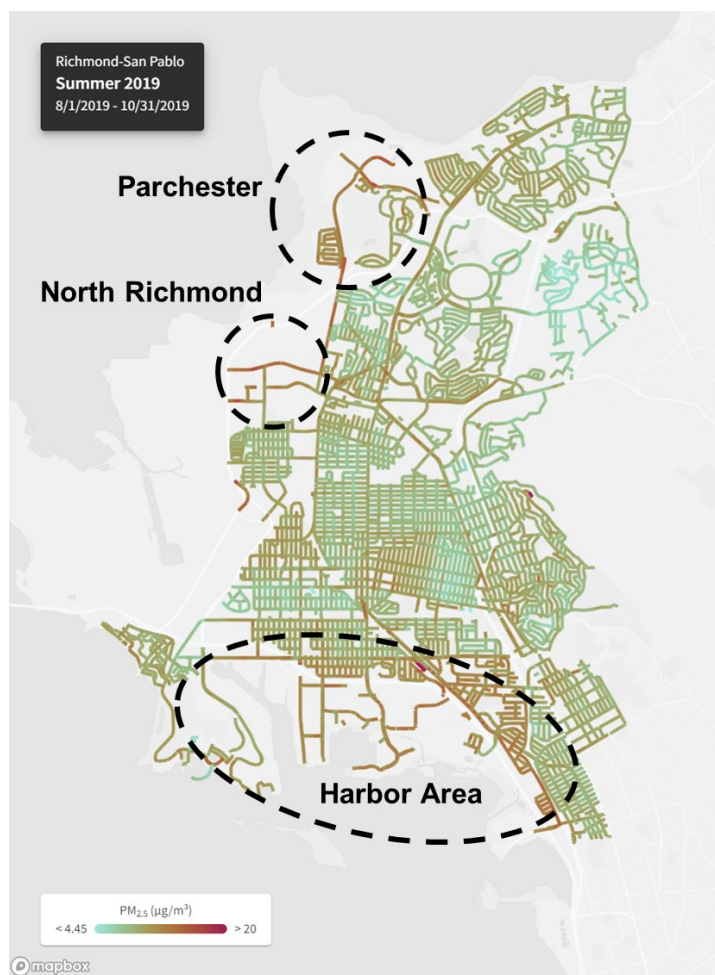 Richmond-San Pablo
Summer 2019
8/1/2019 - 10/31/2019
Parchester
North Richmond
Harbor Area
PM2.5 (µg/m³)
< 4.45 > 20
mapbox